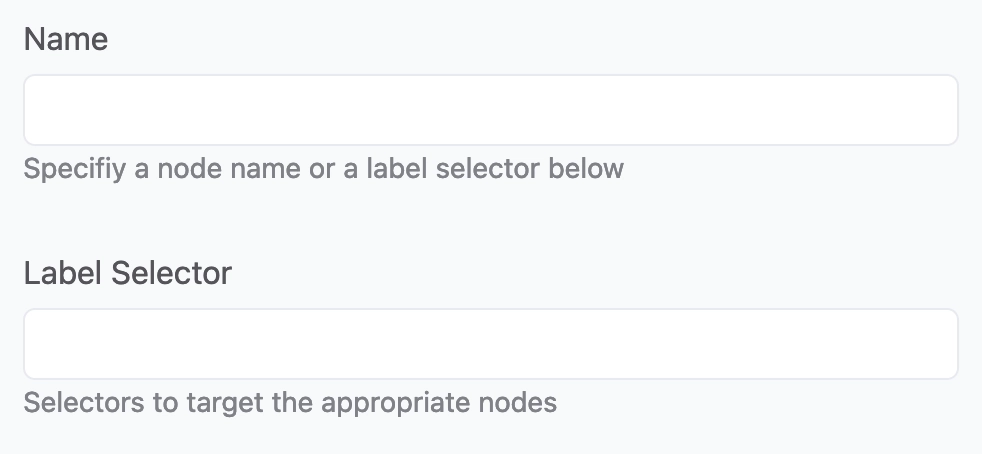 Name
Specifiy a node name or a label selector below
Label Selector
Selectors to target the appropriate nodes